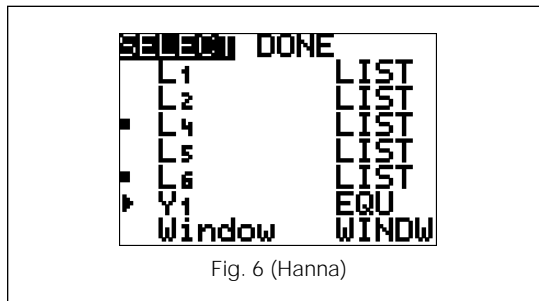 SELECT DONE
L1 LIST
L2 LIST
L4 LIST
L5 LIST
L6 LIST
Y1 EQU
Window WINDW
Fig. 6 (Hanna)